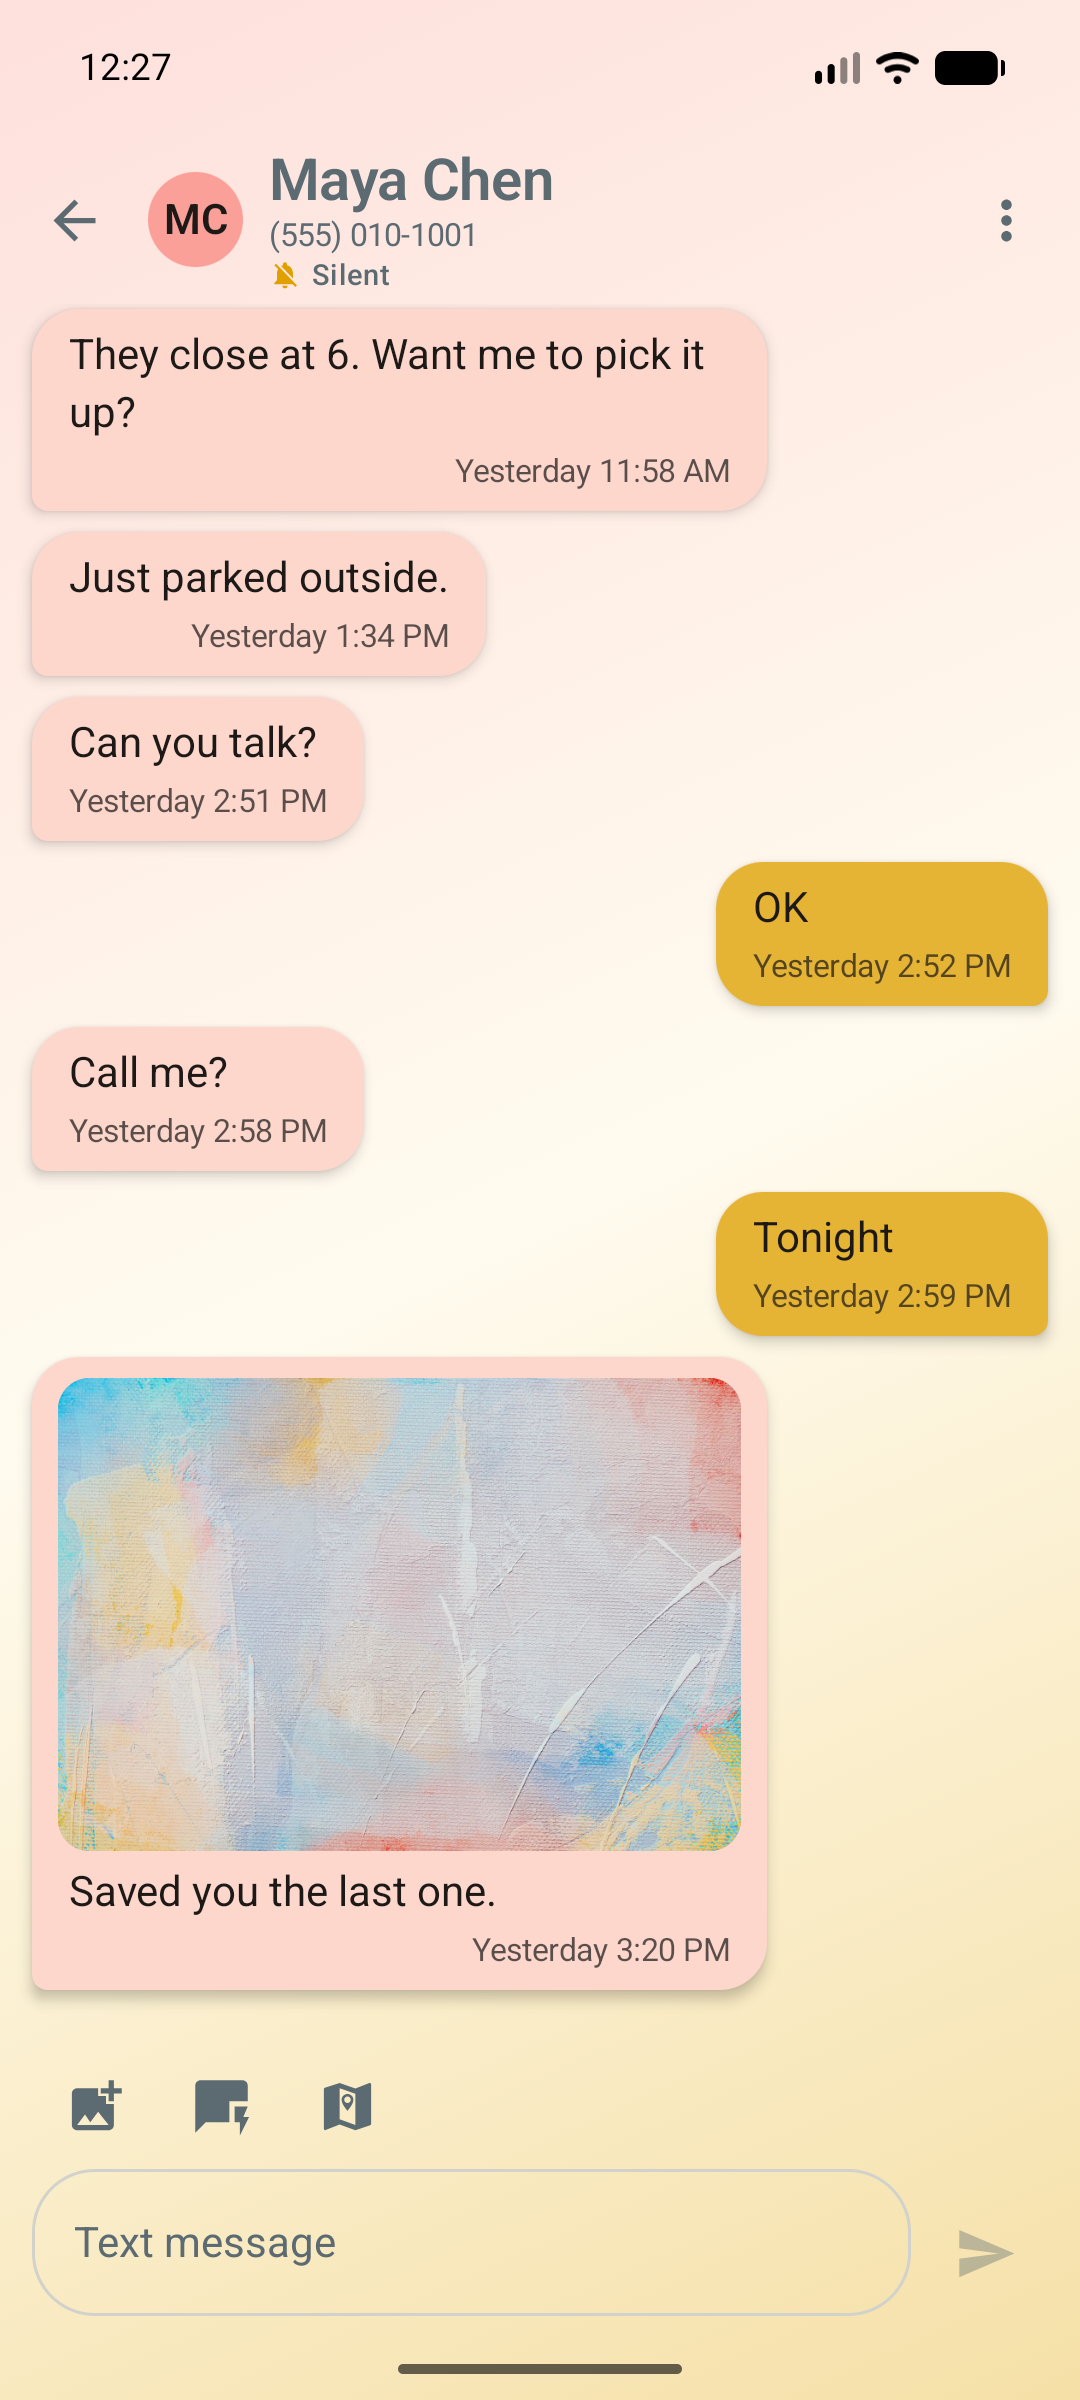 12:27
MC
Maya Chen
(555) 010-1001
Silent
They close at 6. Want me to pick it
up?
Yesterday 11:58 AM
Just parked outside.
Yesterday 1:34 PM
Can you talk?
Yesterday 2:51 PM
OK
Yesterday 2:52 PM
Call me?
Yesterday 2:58 PM
Tonight
Yesterday 2:59 PM
Saved you the last one.
Yesterday 3:20 PM
Text message